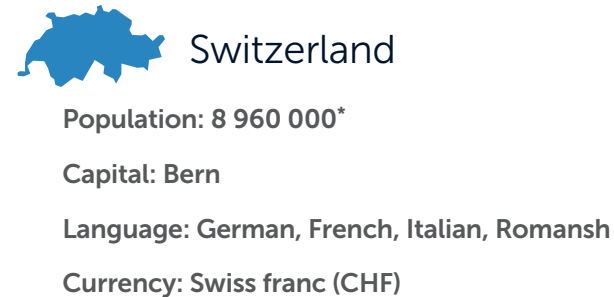 Switzerland
Population: 8 960 000*
Capital: Bern
Language: German, French, Italian, Romansh
Currency: Swiss franc (CHF)